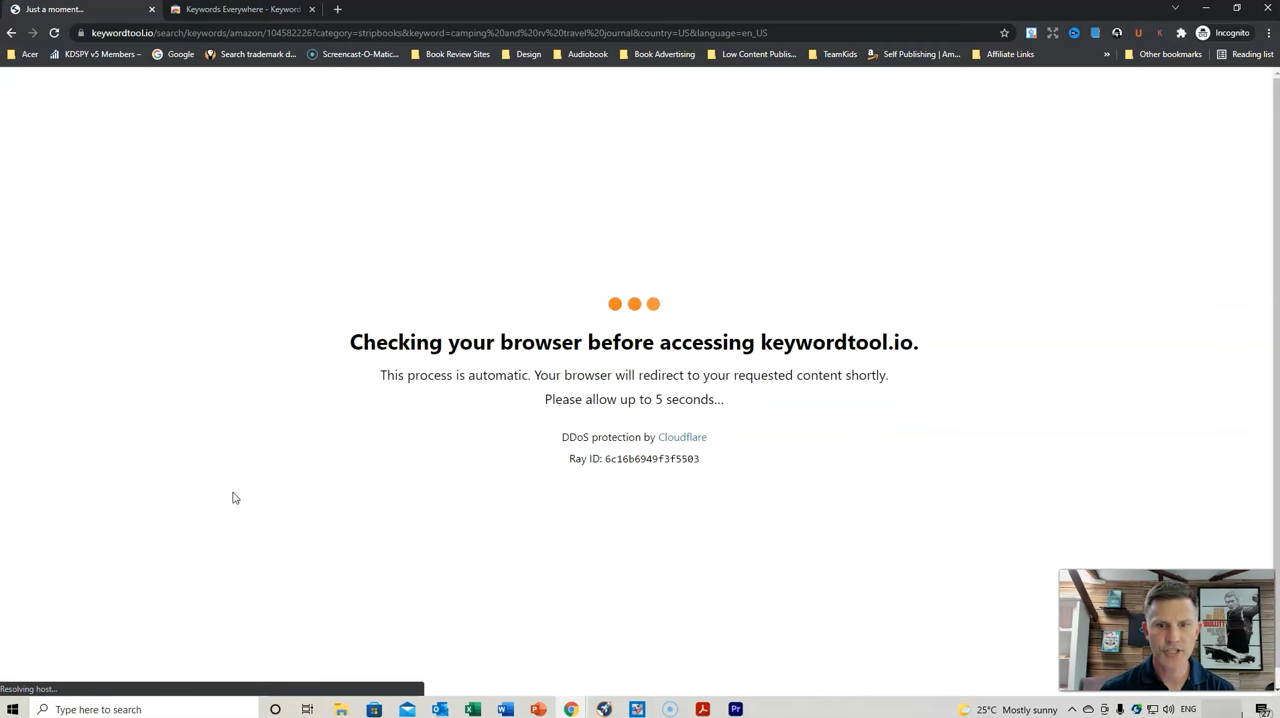 Just a moment...
Keywords Everywhere - Keyword
keywordtool.io/search/keywords/amazon/104582226?category=stripbooks&keyword=camping%20and%20rv%20travel%20journal&country=US&language=en_US
Incognito
Acer
KDSPY v5 Members –
Google
Search trademark d...
Screencast-O-Matic...
Book Review Sites
Design
Audiobook
Book Advertising
Low Content Publis...
TeamKids
Self Publishing | Am...
Affiliate Links
»
Other bookmarks
Reading list
Checking your browser before accessing keywordtool.io.
This process is automatic. Your browser will redirect to your requested content shortly.
Please allow up to 5 seconds...
DDoS protection by Cloudflare
Ray ID: 6c16b6949f3f5503
BULLITT
Resolving host...
Type here to search
25°C Mostly sunny
ENG